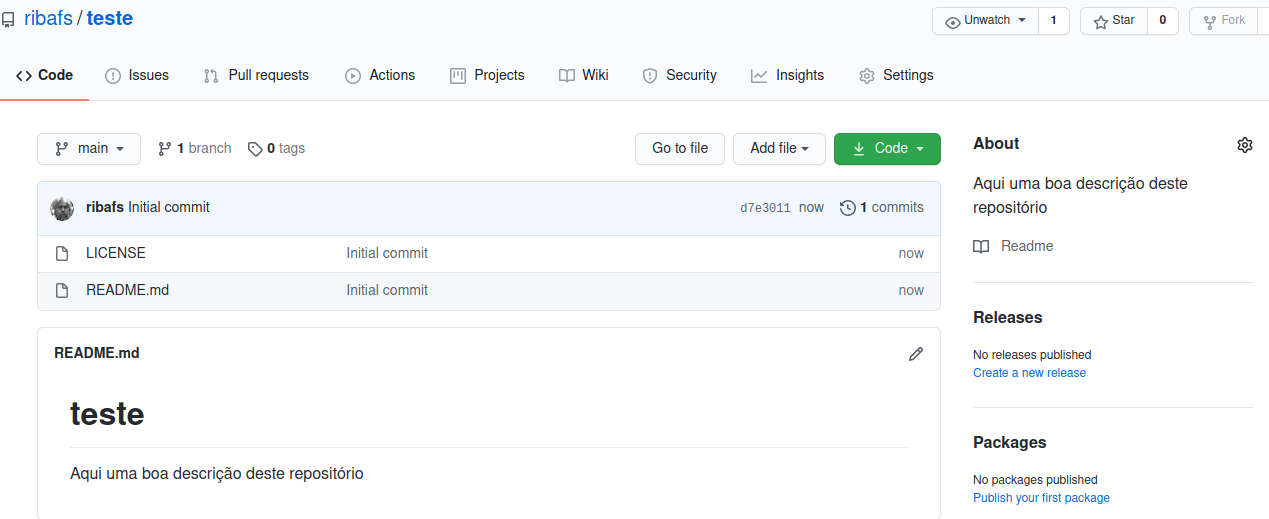 ribafs / teste
Unwatch 1 Star 0 Fork
Code Issues Pull requests Actions Projects Wiki Security Insights Settings
main 1 branch 0 tags Go to file Add file Code
ribafs Initial commit d7e3011 now 1 commits
LICENSE Initial commit now
README.md Initial commit now
README.md
teste
Aqui uma boa descrição deste repositório
About
Aqui uma boa descrição deste
repositório
Readme
Releases
No releases published
Create a new release
Packages
No packages published
Publish your first package